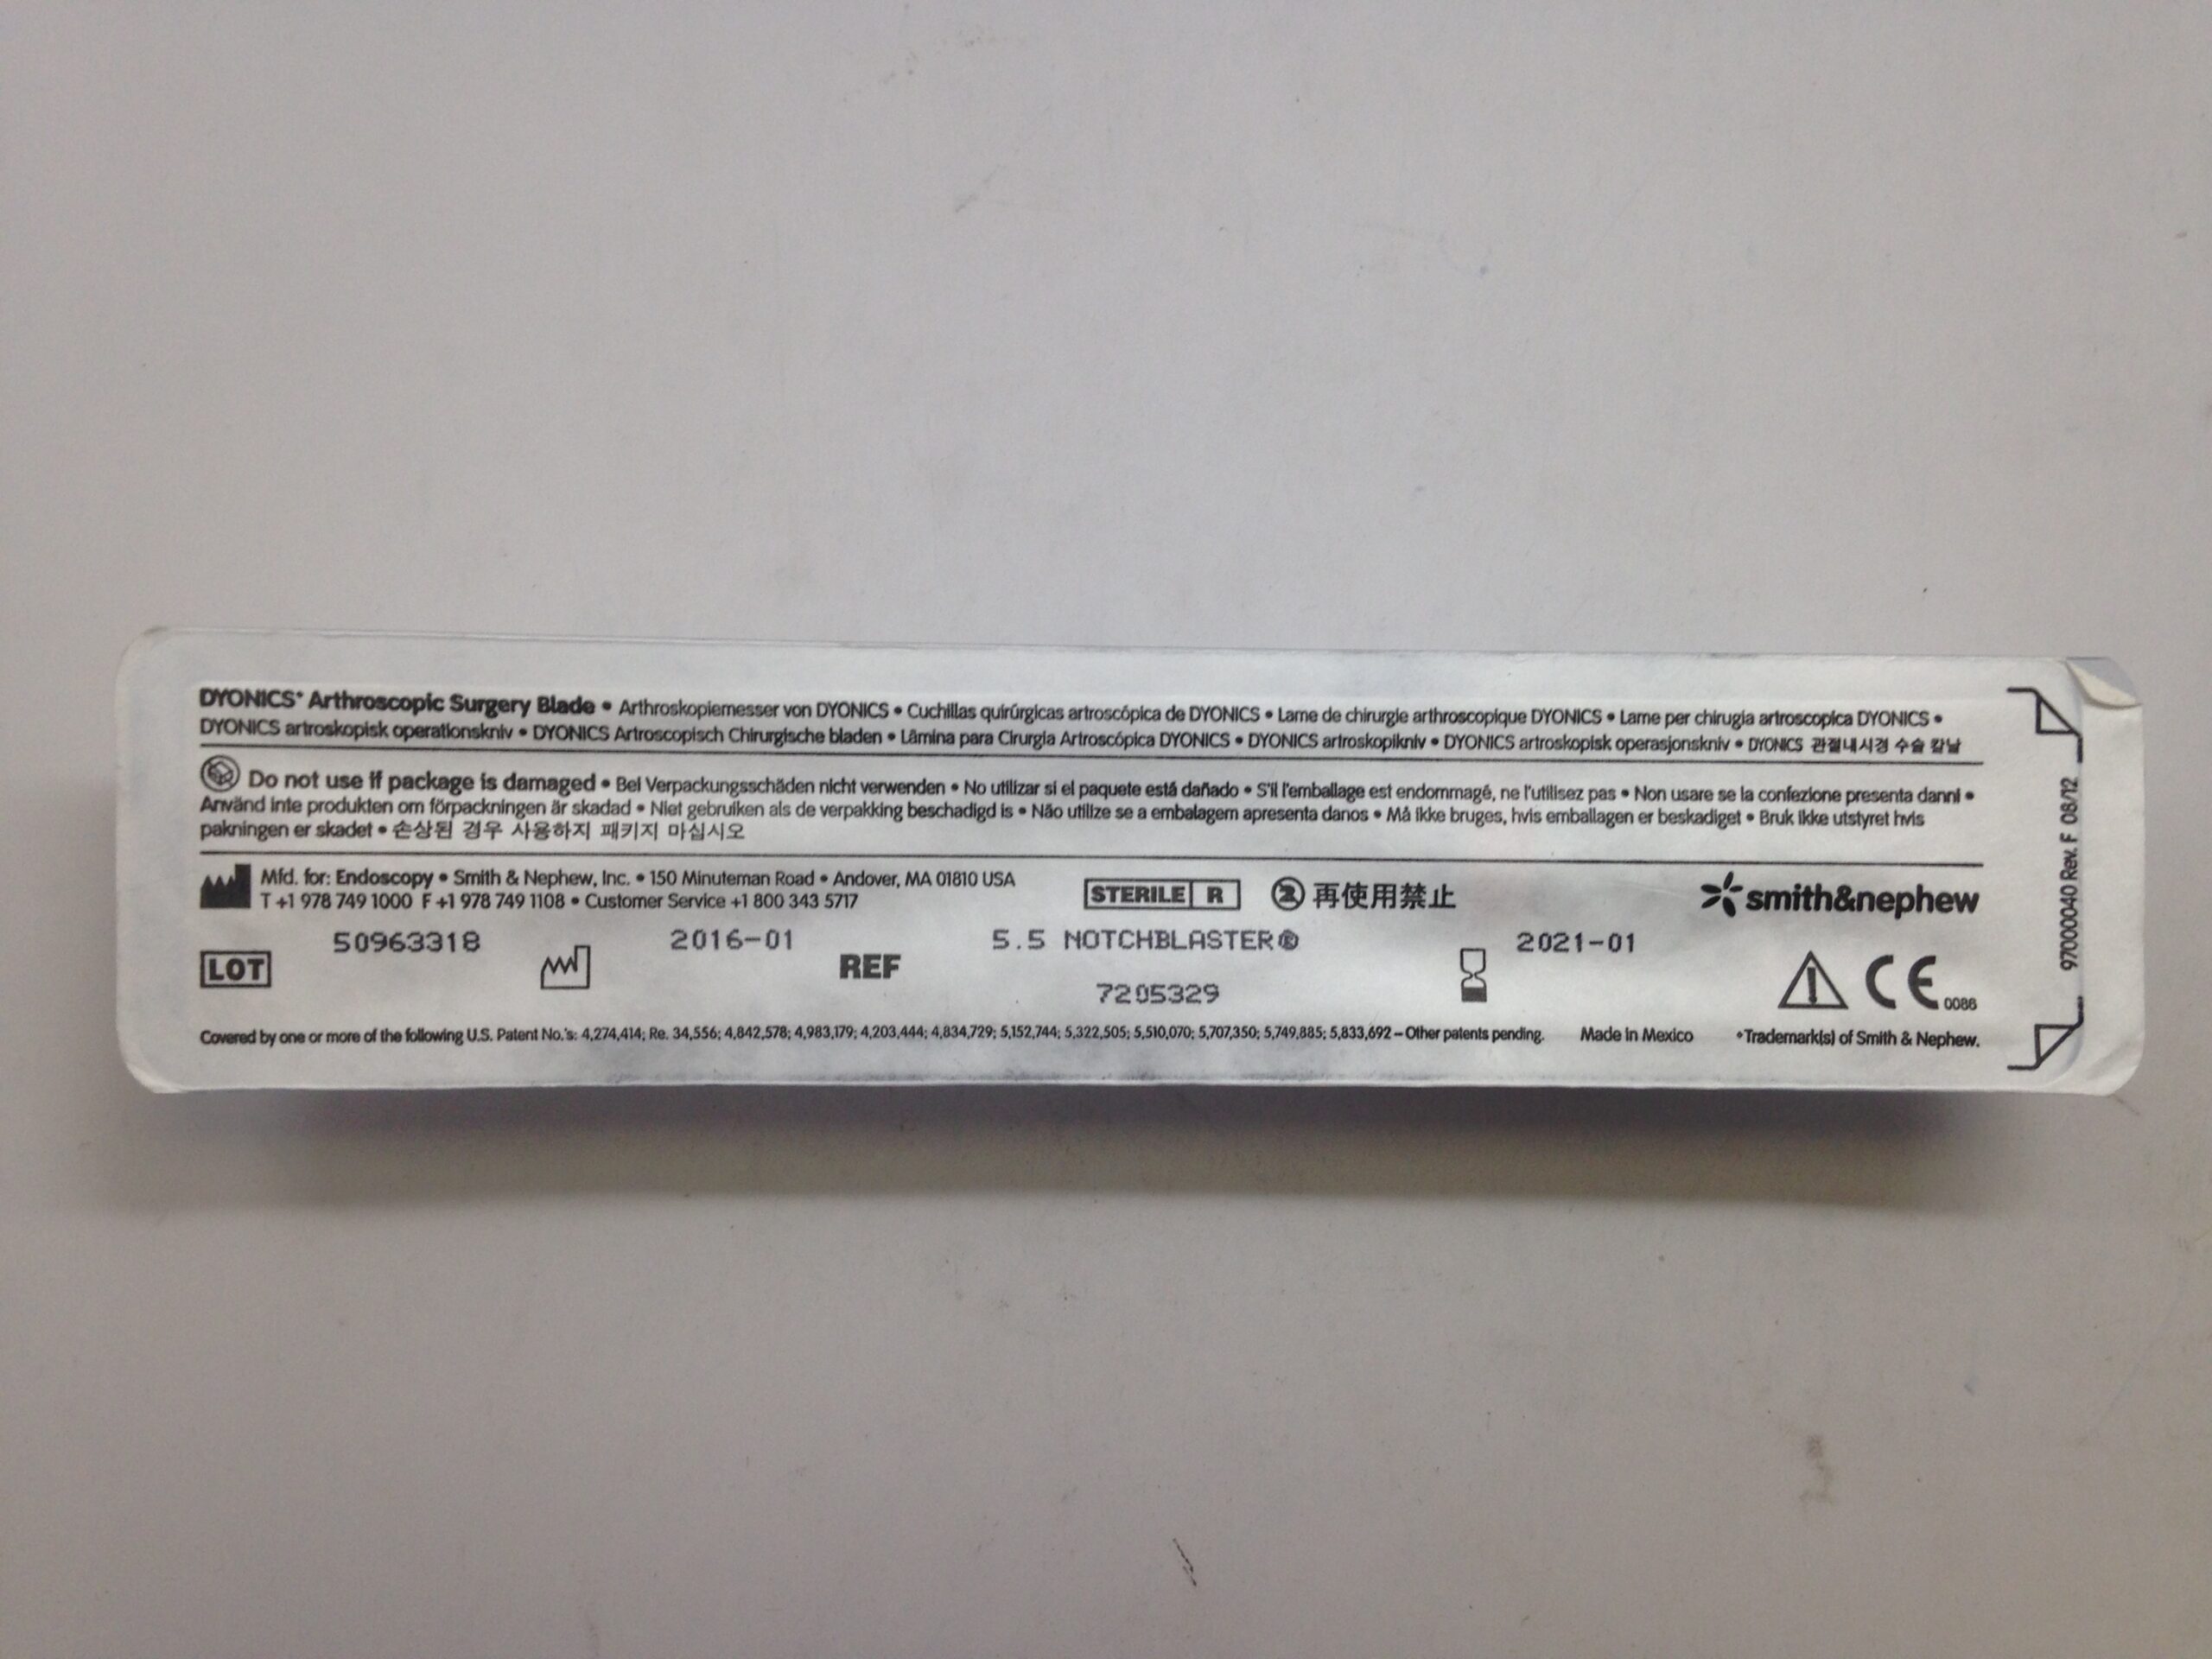 DYONICS* Arthroscopic Surgery Blade • Arthroskopiemesser von DYONICS • Cuchillas quirúrgicas artroscópica de DYONICS • Lame de chirurgie arthroscopique DYONICS • Lame per chirugia artroscopica DYONICS •
DYONICS artroskopisk operationskniv • DYONICS Artroscopisch Chirurgische bladen • Lâmina para Cirurgia Artroscópica DYONICS • DYONICS artroskopikniv • DYONICS artroskopisk operasjonskniv • DYONICS 관절내시경 수술 칼날
Do not use if package is damaged • Bei Verpackungsschäden nicht verwenden • No utilizar si el paquete está dañado • S'il l'emballage est endommagé, ne l'utilisez pas • Non usare se la confezione presenta danni •
Använd inte produkten om förpackningen är skadad • Niet gebruiken als de verpakking beschadigd is • Não utilize se a embalagem apresenta danos • Må ikke bruges, hvis emballagen er beskadiget • Bruk ikke utstyret hvis
pakningen er skadet • 손상된 경우 사용하지 패키지 마십시오
Mfd. for: Endoscopy • Smith & Nephew, Inc. • 150 Minuteman Road • Andover, MA 01810 USA
T +1 978 749 1000 F +1 978 749 1108 • Customer Service +1 800 343 5717
STERILE R 2 再使用禁止 smith&nephew
LOT 50963318 2016-01 REF 5.5 NOTCHBLASTER® 2021-01
7205329 CE 0086
Covered by one or more of the following U.S. Patent No.'s: 4,274,414; Re. 34,556; 4,842,578; 4,983,179; 4,203,444; 4,834,729; 5,152,744; 5,322,505; 5,510,070; 5,707,350; 5,749,885; 5,833,692 – Other patents pending. Made in Mexico *Trademark(s) of Smith & Nephew.
97000040 Rev. F 08/12